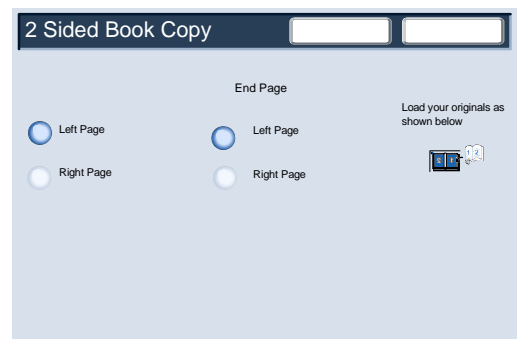 2 Sided Book Copy
End Page
Left Page
Left Page
Right Page
Right Page
Load your originals as
shown below